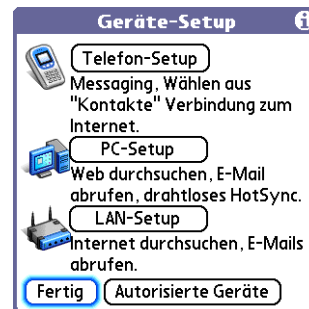 Geräte-Setup
Telefon-Setup
Messaging, Wählen aus
"Kontakte" Verbindung zum
Internet.
PC-Setup
Web durchsuchen, E-Mail
abrufen, drahtloses HotSync.
LAN-Setup
Internet durchsuchen, E-Mails
abrufen.
Fertig Autorisierte Geräte